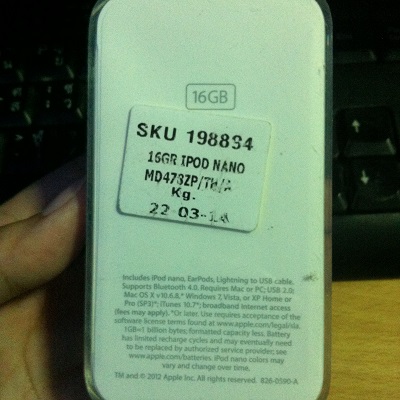 16GB
SKU 198884
16GR IPOD NANO
MD478ZP/TH/A
Kg.
22-03-14
Includes iPod nano, EarPods, Lightning to USB cable.
Supports Bluetooth 4.0. Requires Mac or PC; USB 2.0;
Mac OS X v10.6.8,* Windows 7, Vista, or XP Home or
Pro (SP3)*; iTunes 10.7*; broadband Internet access
(fees may apply). *Or later. Use requires acceptance of the
software license terms found at www.apple.com/legal/sla.
1GB=1 billion bytes; formatted capacity less. Battery
has limited recharge cycles and may eventually need
to be replaced by authorized service provider; see
www.apple.com/batteries. iPod nano colors may
vary and change over time.
TM and © 2012 Apple Inc. All rights reserved. 826-0590-A